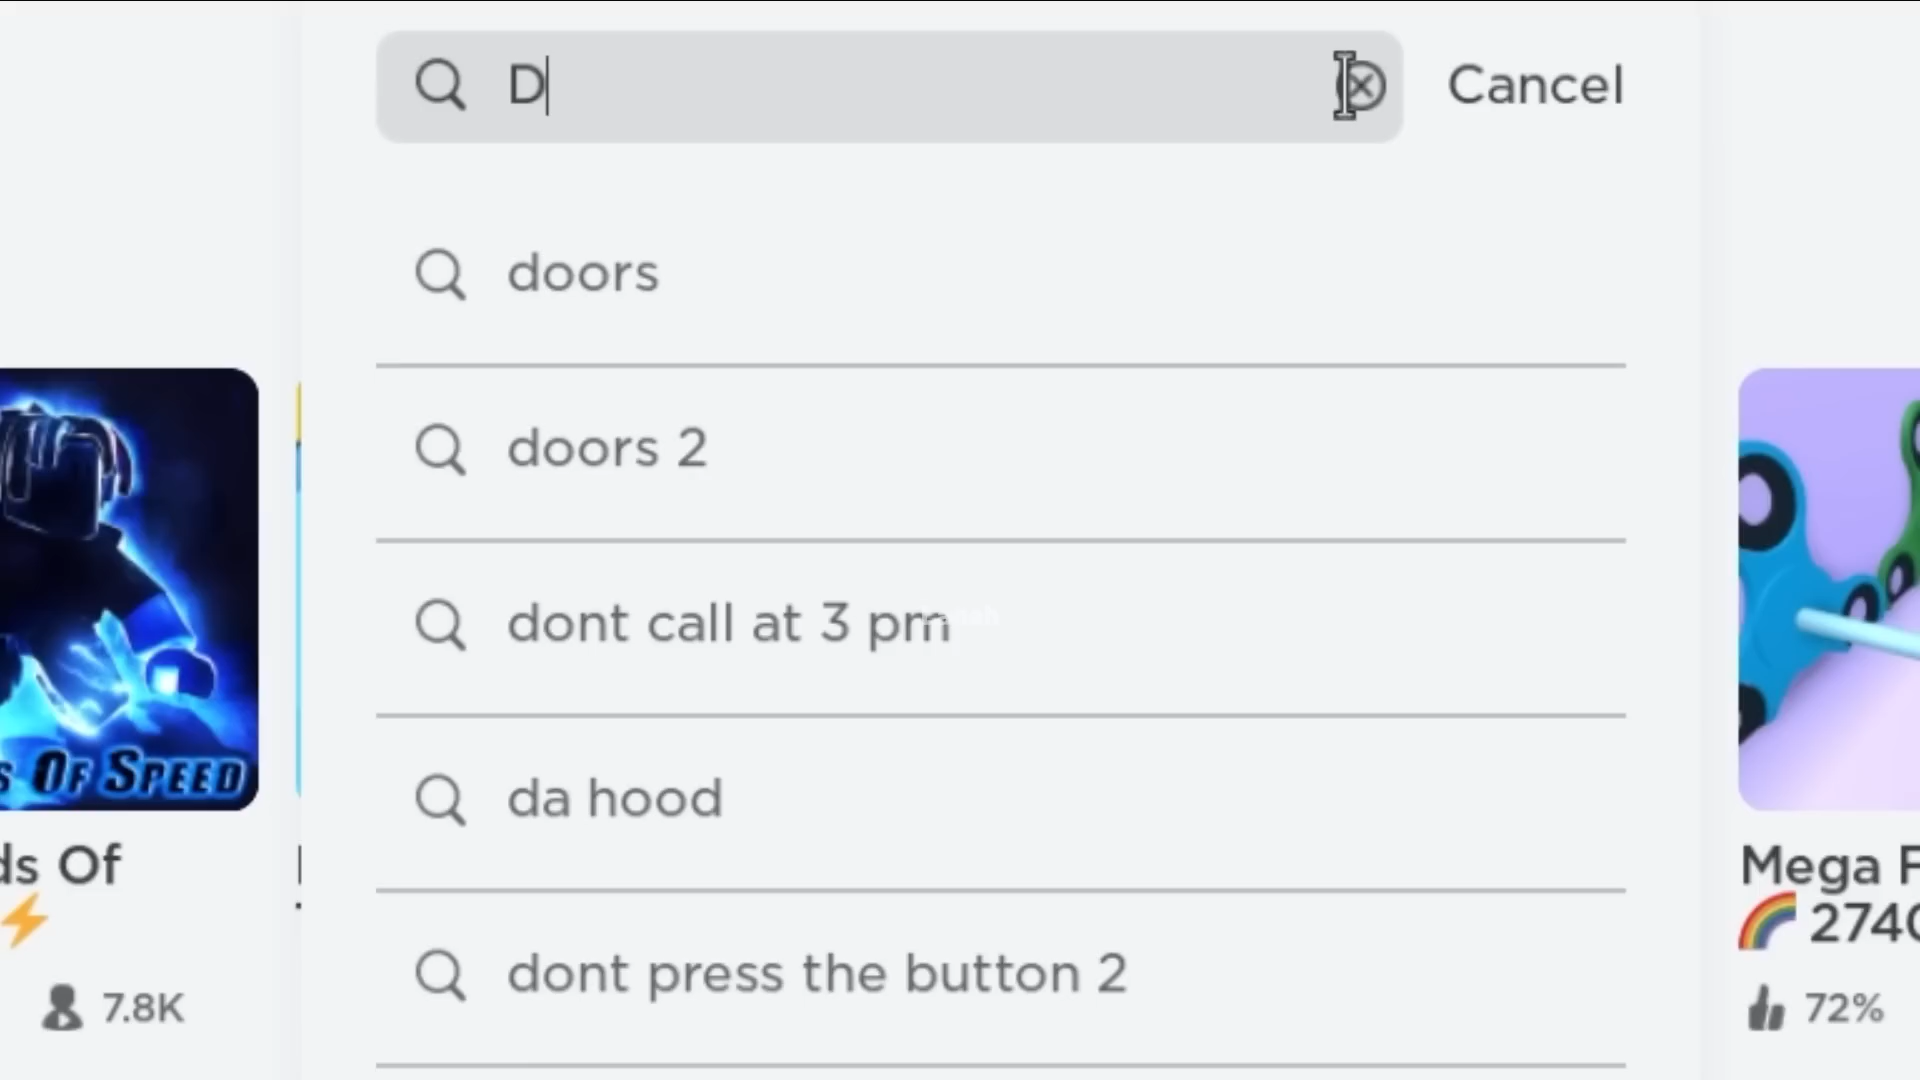 D
Cancel
doors
doors 2
dont call at 3 pm
da hood
dont press the button 2
S OF SPEED
ds Of
⚡
7.8K
Mega F
🌈 2740
72%